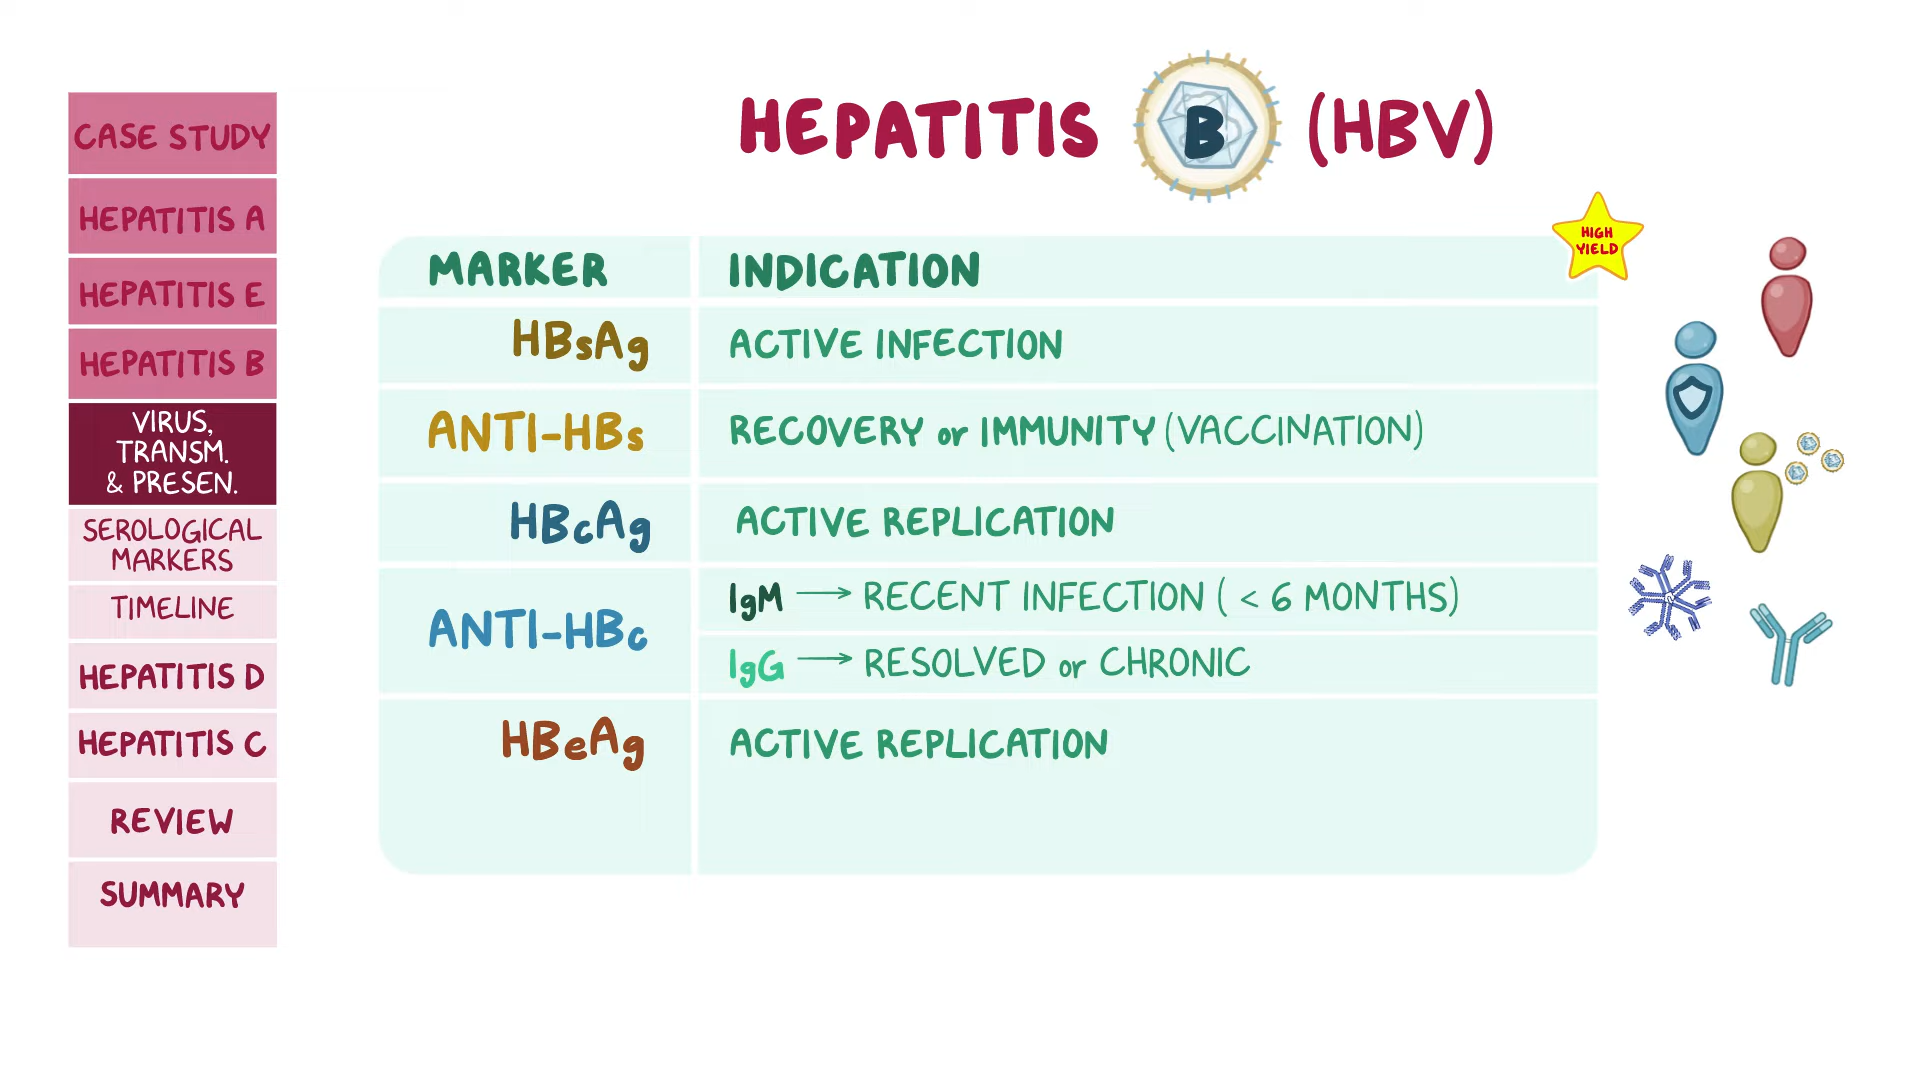 HEPATITIS B (HBV)
CASE STUDY
HEPATITIS A
HEPATITIS E
HEPATITIS B
VIRUS,
TRANSM.
& PRESEN.
SEROLOGICAL
MARKERS
TIMELINE
HEPATITIS D
HEPATITIS C
REVIEW
SUMMARY
HIGH
YIELD
MARKER INDICATION
HBsAg ACTIVE INFECTION
ANTI-HBs RECOVERY or IMMUNITY (VACCINATION)
HBcAg ACTIVE REPLICATION
ANTI-HBc
IgM → RECENT INFECTION ( < 6 MONTHS)
IgG → RESOLVED or CHRONIC
HBeAg ACTIVE REPLICATION